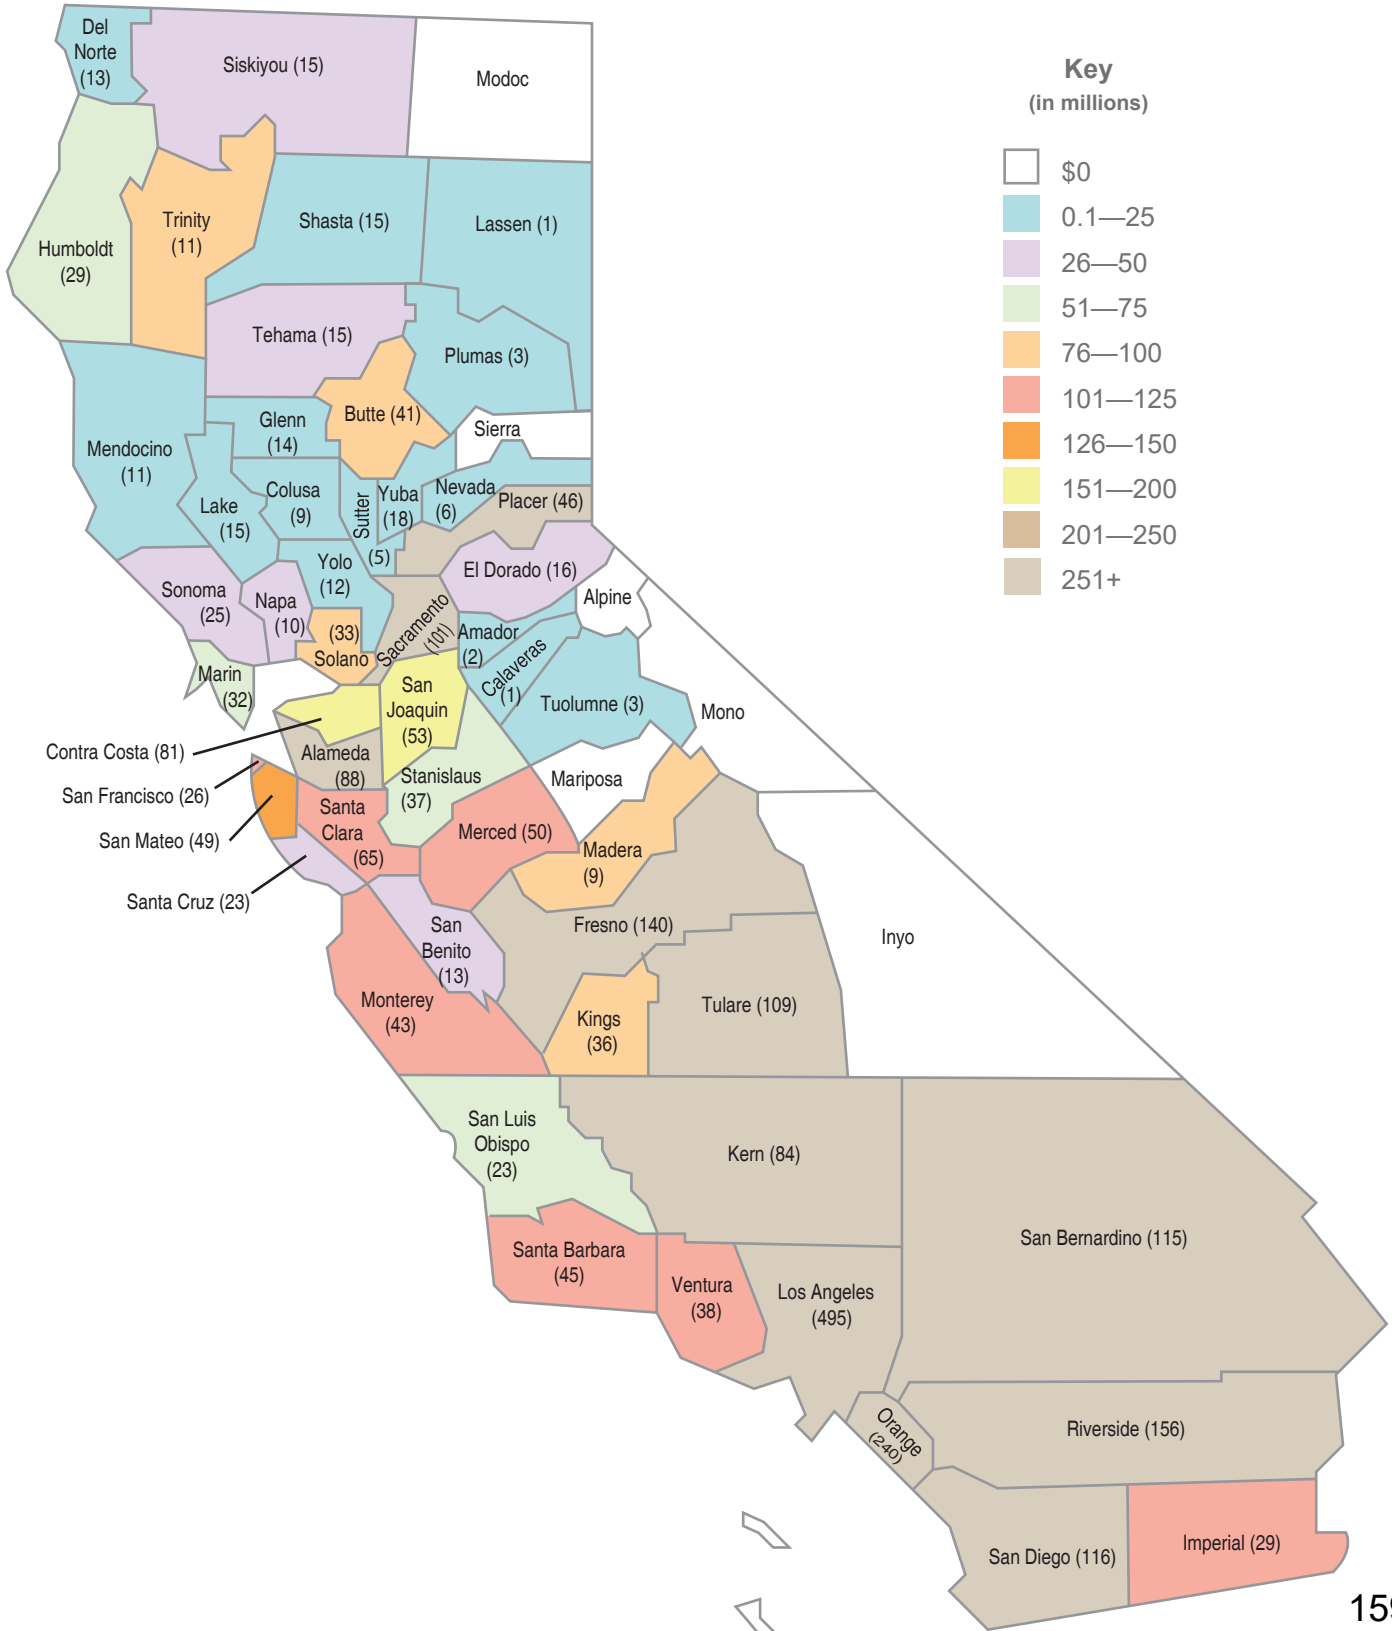 Del
Norte
(13)
Siskiyou (15)
Modoc
Key
(in millions)
$0
0.1—25
26—50
51—75
76—100
101—125
126—150
151—200
201—250
251+
Humboldt
(29)
Trinity
(11)
Shasta (15)
Lassen (1)
Tehama (15)
Plumas (3)
Butte (41)
Glenn
(14)
Sierra
Mendocino
(11)
Lake
(15)
Colusa
(9)
Sutter
(5)
Yuba
(18)
Nevada
(6)
Placer (46)
Yolo
(12)
El Dorado (16)
Sonoma
(25)
Napa
(10)
(33)
Solano
Sacramento
(101)
Amador
(2)
Alpine
Calaveras
(1)
Marin
(32)
San
Joaquin
(53)
Tuolumne (3)
Mono
Contra Costa (81)
Alameda
(88)
Stanislaus
(37)
Mariposa
San Francisco (26)
San Mateo (49)
Santa
Clara
(65)
Merced (50)
Madera
(9)
Santa Cruz (23)
San
Benito
(13)
Fresno (140)
Inyo
Monterey
(43)
Kings
(36)
Tulare (109)
San Luis
Obispo
(23)
Kern (84)
San Bernardino (115)
Santa Barbara
(45)
Ventura
(38)
Los Angeles
(495)
Orange
(240)
Riverside (156)
San Diego (116)
Imperial (29)
159